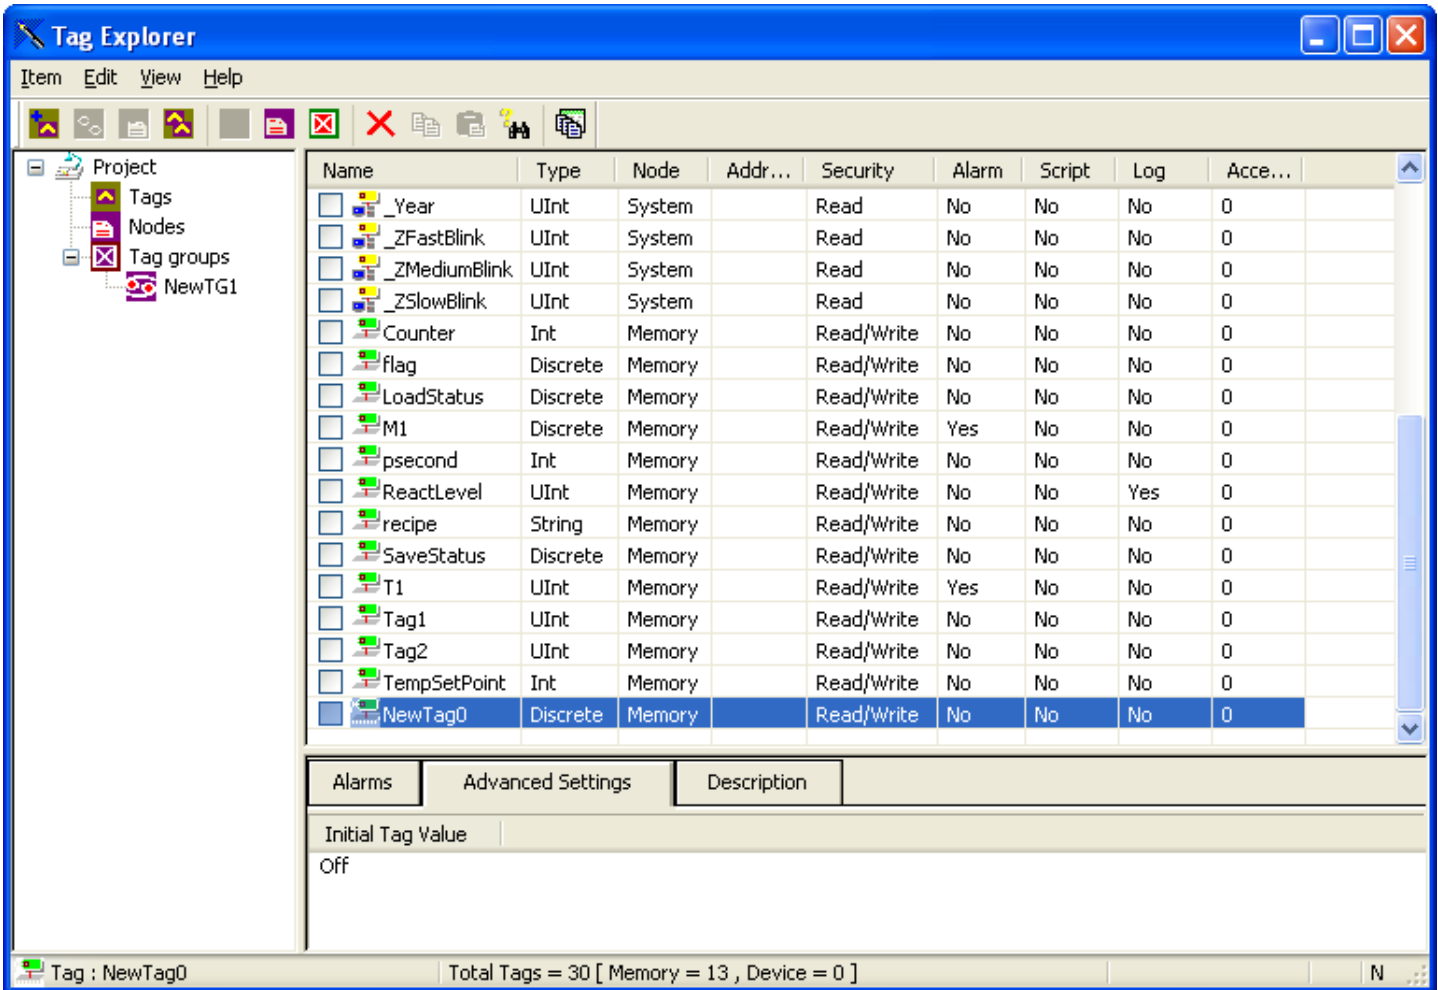 Tag Explorer
Item Edit View Help
Project
Tags
Nodes
Tag groups
NewTG1
Name Type Node Addr... Security Alarm Script Log Acce...
_Year UInt System Read No No No 0
_ZFastBlink UInt System Read No No No 0
_ZMediumBlink UInt System Read No No No 0
_ZSlowBlink UInt System Read No No No 0
Counter Int Memory Read/Write No No No 0
flag Discrete Memory Read/Write No No No 0
LoadStatus Discrete Memory Read/Write No No No 0
M1 Discrete Memory Read/Write Yes No No 0
psecond Int Memory Read/Write No No No 0
ReactLevel UInt Memory Read/Write No No Yes 0
recipe String Memory Read/Write No No No 0
SaveStatus Discrete Memory Read/Write No No No 0
T1 UInt Memory Read/Write Yes No No 0
Tag1 UInt Memory Read/Write No No No 0
Tag2 UInt Memory Read/Write No No No 0
TempSetPoint Int Memory Read/Write No No No 0
NewTag0 Discrete Memory Read/Write No No No 0
Alarms Advanced Settings Description
Initial Tag Value
Off
Tag : NewTag0 Total Tags = 30 [ Memory = 13 , Device = 0 ] N